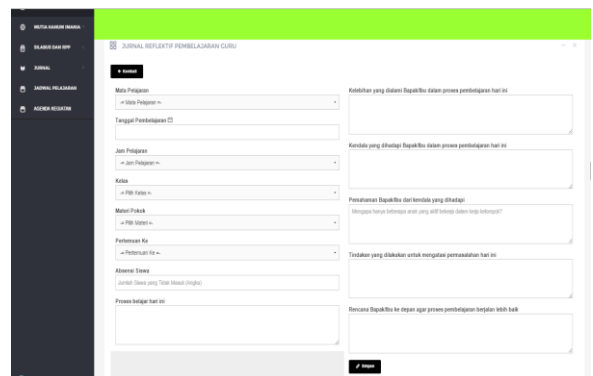 MUTIA HANUM IMANIA
SILABUS DAN RPP
JURNAL
JADWAL PELAJARAN
AGENDA KEGIATAN
JURNAL REFLEKTIF PEMBELAJARAN GURU
Kembali
Mata Pelajaran
-= Mata Pelajaran =-
Tanggal Pembelajaran
Jam Pelajaran
-= Jam Pelajaran =-
Kelas
-= Pilih Kelas =-
Materi Pokok
-= Pilih Materi =-
Pertemuan Ke
-= Pertemuan Ke =-
Absensi Siswa
Jumlah Siswa yang Tidak Masuk (Angka)
Proses belajar hari ini
Kelebihan yang dialami Bapak/Ibu dalam proses pembelajaran hari ini
Kendala yang dihadapi Bapak/Ibu dalam proses pembelajaran hari ini
Pemahaman Bapak/Ibu dari kendala yang dihadapi
Mengapa hanya beberapa anak yang aktif bekerja dalam kerja kelompok?
Tindakan yang dilakukan untuk mengatasi permasalahan hari ini
Rencana Bapak/Ibu ke depan agar proses pembelajaran berjalan lebih baik
Simpan